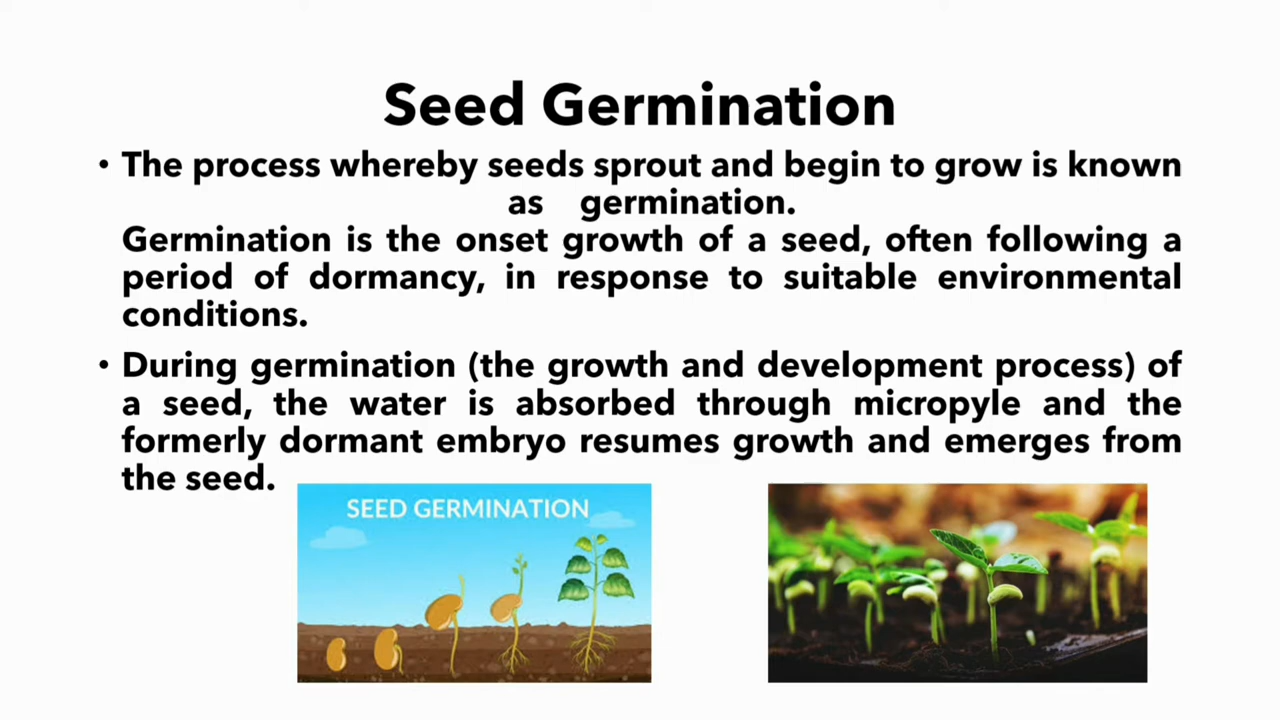 Seed Germination
• The process whereby seeds sprout and begin to grow is known
as germination.
Germination is the onset growth of a seed, often following a
period of dormancy, in response to suitable environmental
conditions.
• During germination (the growth and development process) of
a seed, the water is absorbed through micropyle and the
formerly dormant embryo resumes growth and emerges from
the seed.
SEED GERMINATION